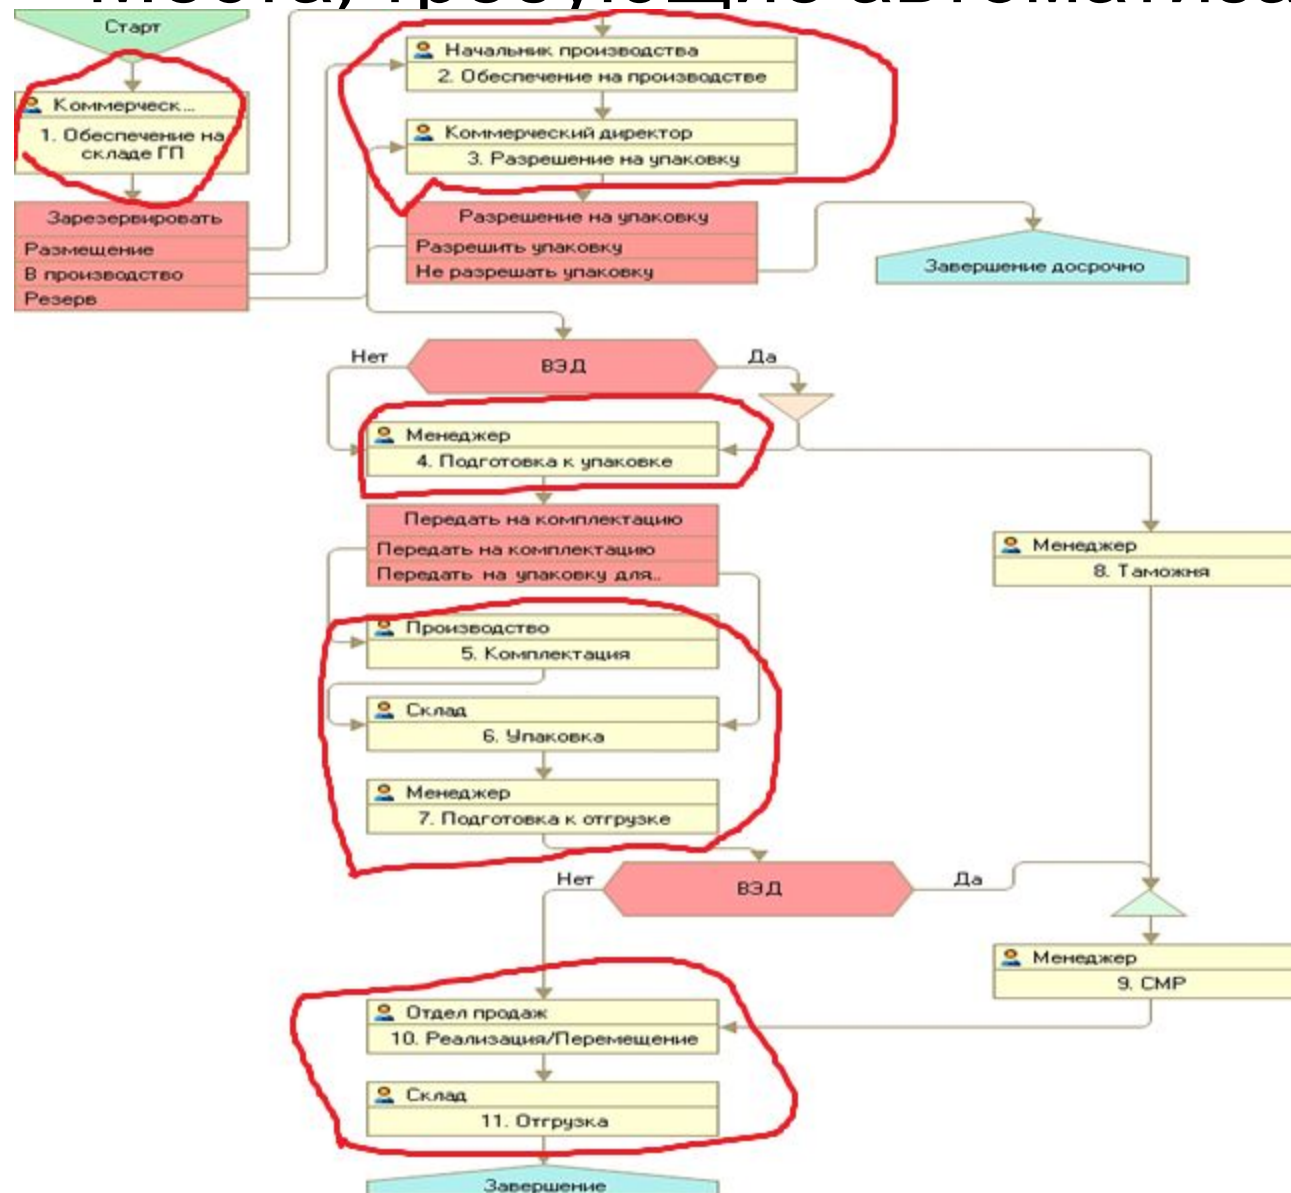 Места, требующие автоматиза
Старт
Коммерческ...
1. Обеспечение на
складе ГП
Зарезервировать
Размещение
В производство
Резерв
Начальник производства
2. Обеспечение на производстве
Коммерческий директор
3. Разрешение на упаковку
Разрешение на упаковку
Разрешить упаковку
Не разрешать упаковку
Завершение досрочно
Нет
ВЭД
Да
Менеджер
4. Подготовка к упаковке
Передать на комплектацию
Передать на комплектацию
Передать на упаковку для..
Менеджер
8. Таможня
Производство
5. Комплектация
Склад
6. Упаковка
Менеджер
7. Подготовка к отгрузке
Нет
ВЭД
Да
Менеджер
9. СМР
Отдел продаж
10. Реализация/Перемещение
Склад
11. Отгрузка
Завершение